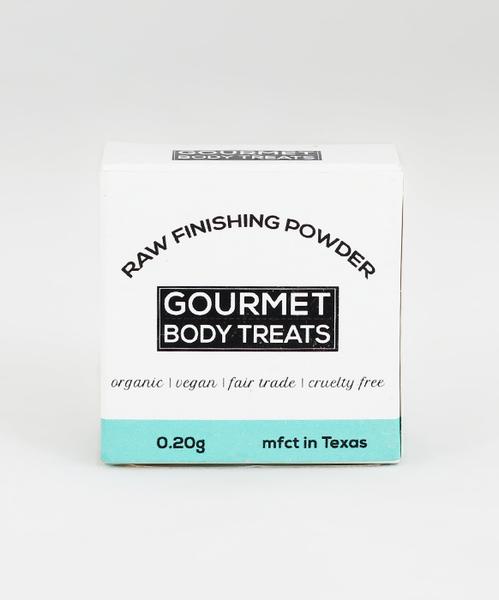 GOURMET
BODY TREATS
RAW FINISHING POWDER
GOURMET
BODY TREATS
organic | vegan | fair trade | cruelty free
0.20g mfct in Texas